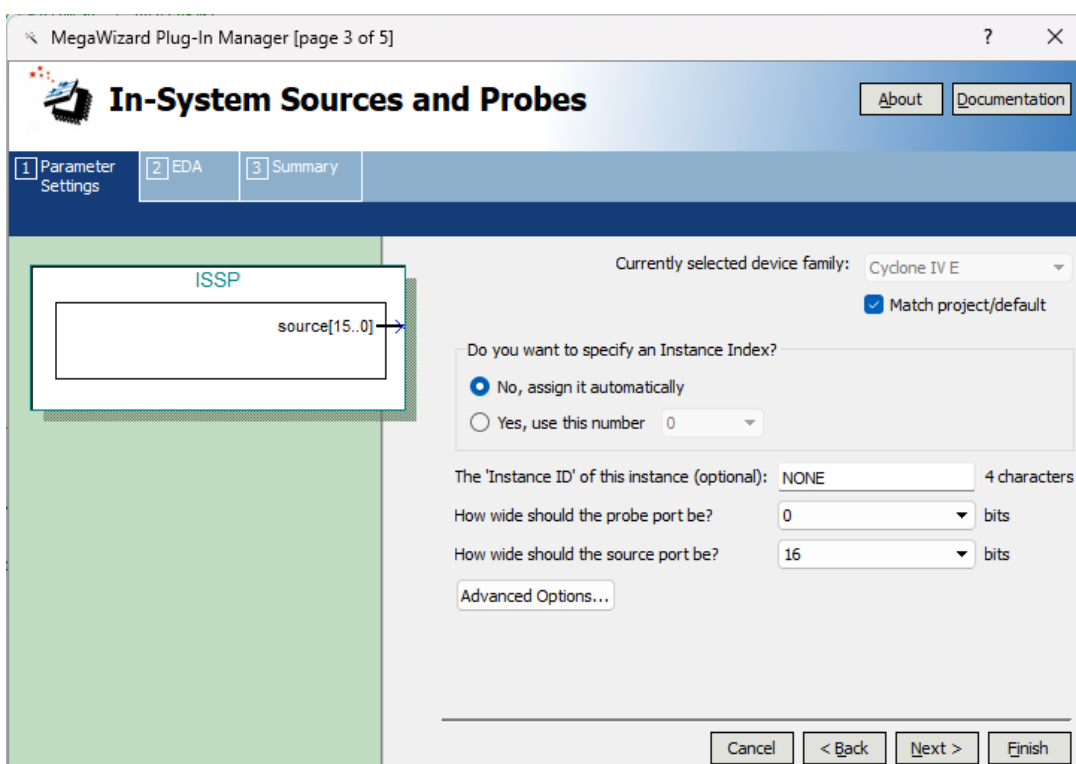 MegaWizard Plug-In Manager [page 3 of 5]
?
In-System Sources and Probes
About
Documentation
1 Parameter Settings
2 EDA
3 Summary
ISSP
source[15..0]
Currently selected device family:
Cyclone IV E
Match project/default
Do you want to specify an Instance Index?
No, assign it automatically
Yes, use this number 0
The 'Instance ID' of this instance (optional): NONE 4 characters
How wide should the probe port be? 0 bits
How wide should the source port be? 16 bits
Advanced Options...
Cancel
< Back
Next >
Finish